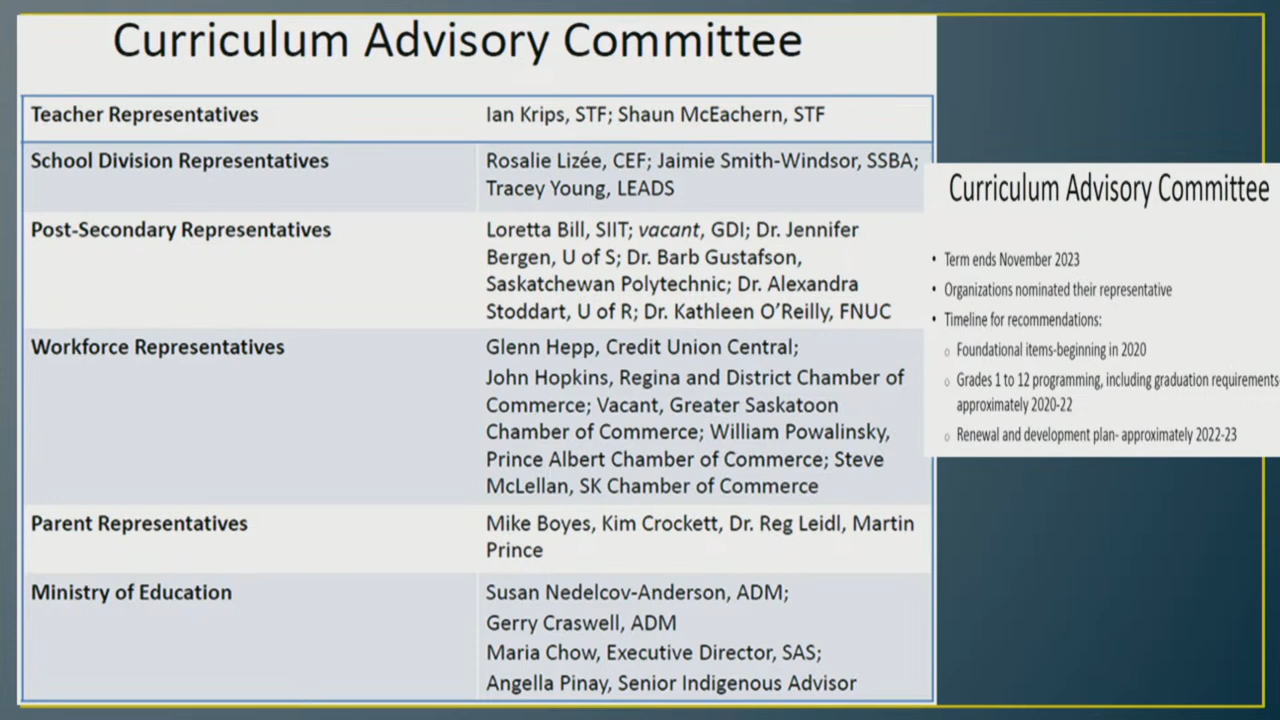 Curriculum Advisory Committee
Teacher Representatives
Ian Krips, STF; Shaun McEachern, STF
School Division Representatives
Rosalie Lizée, CEF; Jaimie Smith-Windsor, SSBA;
Tracey Young, LEADS
Post-Secondary Representatives
Loretta Bill, SIIT; vacant, GDI; Dr. Jennifer
Bergen, U of S; Dr. Barb Gustafson,
Saskatchewan Polytechnic; Dr. Alexandra
Stoddart, U of R; Dr. Kathleen O’Reilly, FNUC
Workforce Representatives
Glenn Hepp, Credit Union Central;
John Hopkins, Regina and District Chamber of
Commerce; Vacant, Greater Saskatoon
Chamber of Commerce; William Powalinsky,
Prince Albert Chamber of Commerce; Steve
McLellan, SK Chamber of Commerce
Parent Representatives
Mike Boyes, Kim Crockett, Dr. Reg Leidl, Martin
Prince
Ministry of Education
Susan Nedelcov-Anderson, ADM;
Gerry Craswell, ADM
Maria Chow, Executive Director, SAS;
Angella Pinay, Senior Indigenous Advisor
Curriculum Advisory Committee
• Term ends November 2023
• Organizations nominated their representative
• Timeline for recommendations:
o Foundational items-beginning in 2020
o Grades 1 to 12 programming, including graduation requirements-
approximately 2020-22
o Renewal and development plan- approximately 2022-23